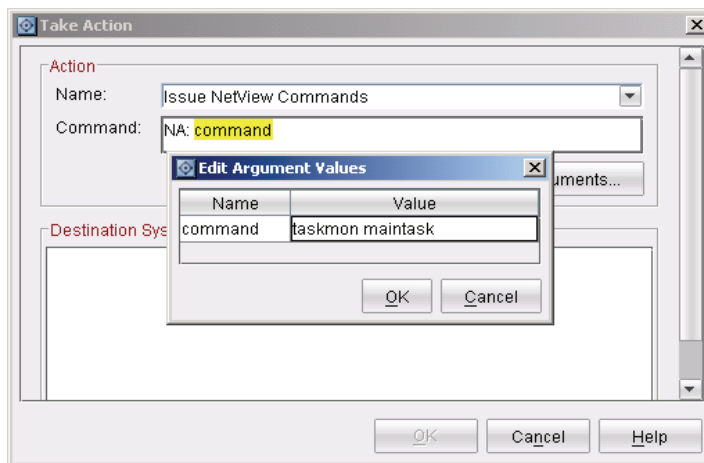 Take Action
Action
Name: Issue NetView Commands
Command: NA: command
Edit Argument Values
uments...
Name Value
command taskmon maintask
Destination Sys
OK Cancel
OK Cancel Help